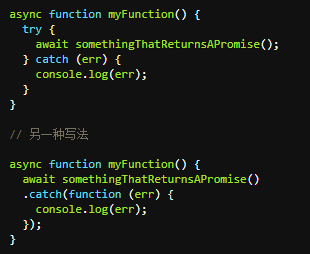 async function myFunction() {
  try {
    await somethingThatReturnsAPromise();
  } catch (err) {
    console.log(err);
  }
}
// 另一种写法
async function myFunction() {
  await somethingThatReturnsAPromise()
  .catch(function (err) {
    console.log(err);
  });
}